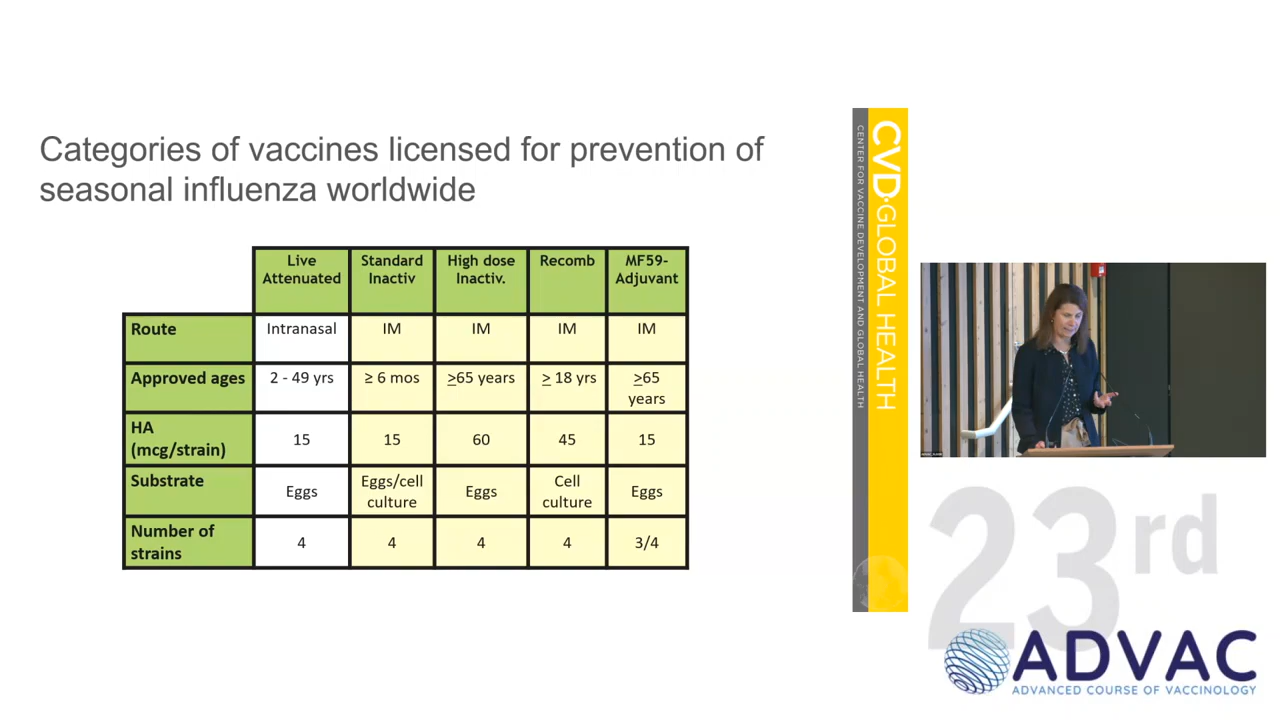 Categories of vaccines licensed for prevention of
seasonal influenza worldwide
Live
Attenuated
Standard
Inactiv
High dose
Inactiv.
Recomb
MF59-
Adjuvant
Route
Intranasal
IM
IM
IM
IM
Approved ages
2 - 49 yrs
≥ 6 mos
≥65 years
≥ 18 yrs
≥65
years
HA
(mcg/strain)
15
15
60
45
15
Substrate
Eggs
Eggs/cell
culture
Eggs
Cell
culture
Eggs
Number of
strains
4
4
4
4
3/4
CVD·GLOBAL HEALTH
CENTER FOR VACCINE DEVELOPMENT AND GLOBAL HEALTH
23rd
ADVAC
ADVANCED COURSE OF VACCINOLOGY